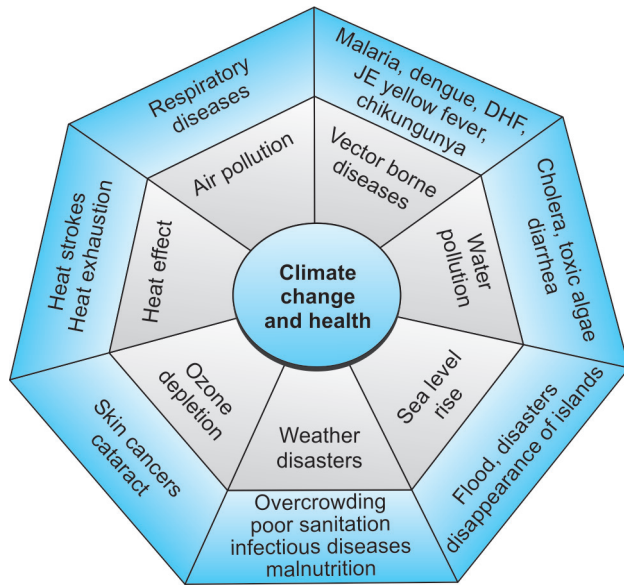 Climate
change
and health
Air pollution
Respiratory
diseases
Vector borne
diseases
Malaria, dengue, DHF,
JE yellow fever,
chikungunya
Water
pollution
Cholera, toxic algae
diarrhea
Sea level
rise
Flood, disasters
disappearance of islands
Weather
disasters
Overcrowding
poor sanitation
infectious diseases
malnutrition
Ozone
depletion
Skin cancers
cataract
Heat effect
Heat strokes
Heat exhaustion